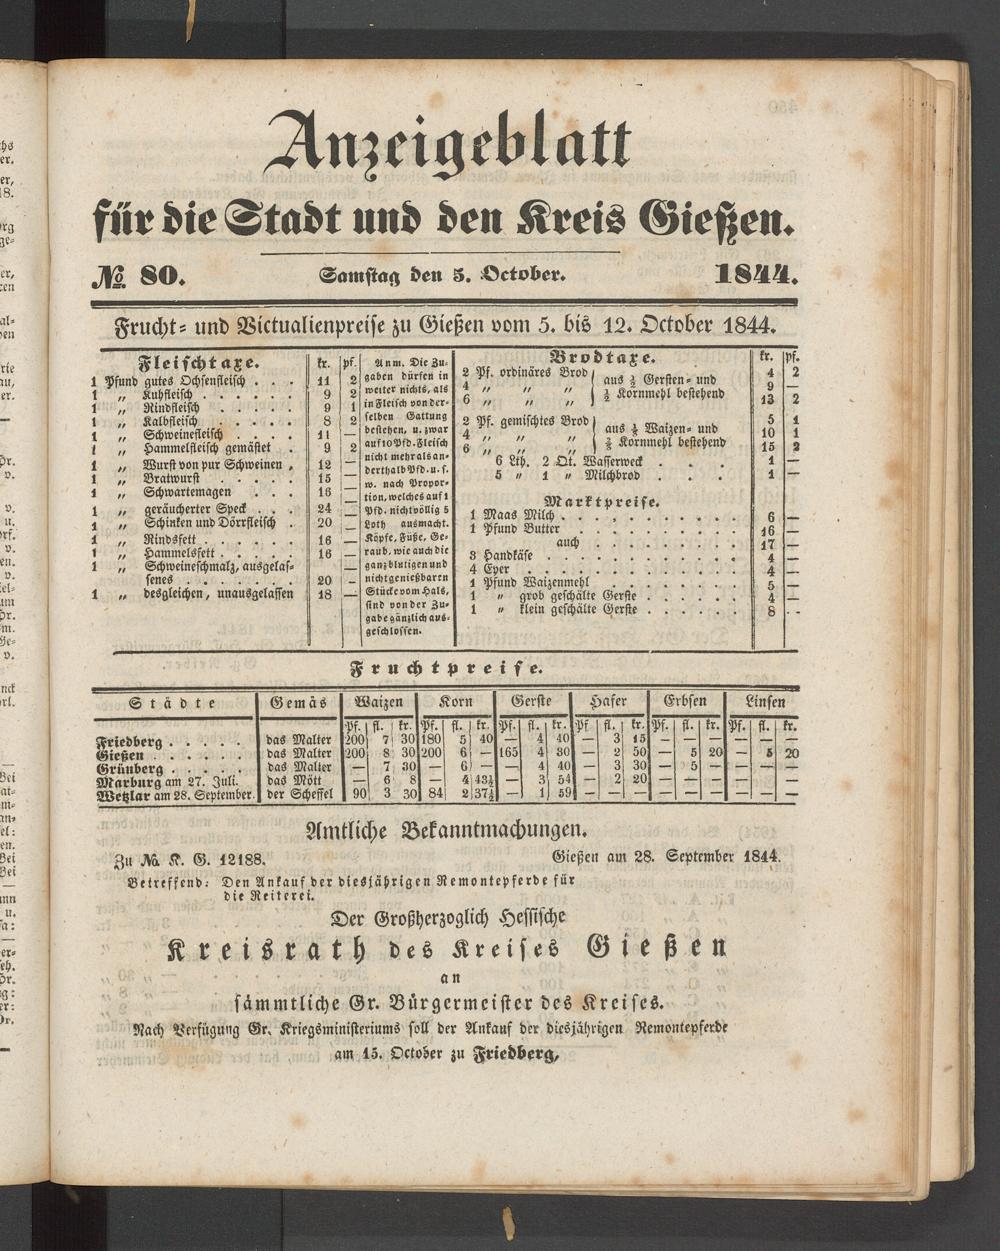 Anzeigeblatt
für die Stadt und den Kreis Gießen.
№ 80. Samstag den 5. October. 1844.
Frucht- und Victualienpreise zu Gießen vom 5. bis 12. October 1844.
Fleischtaxe. kr. pf.
1 Pfund gutes Ochsenfleisch . . . 11 2
1 „ Kuhfleisch . . . . . 9 2
1 „ Rindfleisch . . . . . 9 1
1 „ Kalbfleisch . . . . . 8 2
1 „ Schweinefleisch . . . . 11 —
1 „ Hammelfleisch gemästet . 9 2
1 „ Wurst von pur Schweinen . 12 —
1 „ Bratwurst . . . . . 15 —
1 „ Schwartemagen . . . 16 —
1 „ geräucherter Speck . . . 24 —
1 „ Schinken und Dörrfleisch . 20 —
1 „ Rindsfett . . . . . 16 —
1 „ Hammelsfett . . . . . 16 —
1 „ Schweineschmalz, ausgelas-
senes . . . . . . 20 -
1 „ desgleichen, unausgelassen 18 —
Anm. Die Zu-
gaben dürfen in
weiter nichts, als
in Fleisch von der-
selben Gattung
bestehen, u. zwar
auf 10 Pfd. Fleisch
nicht mehr als an-
derthalb Pfd. u. s.
w. nach Propor-
tion, welches auf 1
Pfd. nicht völlig 5
Loth ausmacht.
Köpfe, Füße, Ge-
raub, wie auch die
ganz blutigen und
nicht genießbaren
Stücke vom Hals,
sind von der Zu-
gabe gänzlich aus-
geschlossen.
Brodtaxe. kr. pf.
2 Pf. ordinäres Brod 4 2
4 „ „ „ aus ½ Gersten- und 9 —
6 „ „ „ ½ Kornmehl bestehend 13 2
2 Pf. gemischtes Brod 5 1
4 „ „ „ aus ⅓ Waizen- und 10 1
6 „ „ „ ⅔ Kornmehl bestehend 15 2
6 Lth. 2 Qt. Wasserweck . . . 1 —
5 „ 1 „ Milchbrod . . . 1 —
Marktpreise.
1 Maas Milch . . . . . . . . . 6 —
1 Pfund Butter . . . . . . . . 16 —
auch . . . . . . . 17 —
3 Handkäse . . . . . . . . . 4 —
4 Eyer . . . . . . . . . . 4 —
1 Pfund Waizenmehl . . . . . . . 5 —
1 „ grob geschälte Gerste . . . . . 4 —
1 „ klein geschälte Gerste . . . . . 8 --
Fruchtpreise.
Städte Gemäs Waizen Korn Gerste Hafer Erbsen Linsen
Pf. fl. kr. Pf. fl. kr. Pf. fl. kr. Pf. fl. kr. Pf. fl. kr. Pf. fl. kr.
Friedberg . . . . . das Malter 200 7 30 180 5 40 — 4 40 — 3 15 — — — — — —
Gießen . . . . . . das Malter 200 8 30 200 6 — 165 4 30 — 2 50 — 5 20 — 5 20
Grünberg . . . . . das Malter — 7 30 — 6 — — 4 40 — 3 30 — 5 — — — —
Marburg am 27. Juli. das Mött — 6 8 — 4 43½ — 3 54 — 2 20 — — — — — —
Wetzlar am 28. September. der Scheffel 90 3 30 84 2 37½ — 1 59 — — — — — — — — —
Amtliche Bekanntmachungen.
Zu № K. G. 12188. Gießen am 28. September 1844.
Betreffend: Den Ankauf der diesjährigen Remontepferde für
die Reiterei.
Der Großherzoglich Hessische
Kreisrath des Kreises Gießen
an
sämmtliche Gr. Bürgermeister des Kreises.
Nach Verfügung Gr. Kriegsministeriums soll der Ankauf der diesjährigen Remontepferde
am 15. October zu Friedberg,